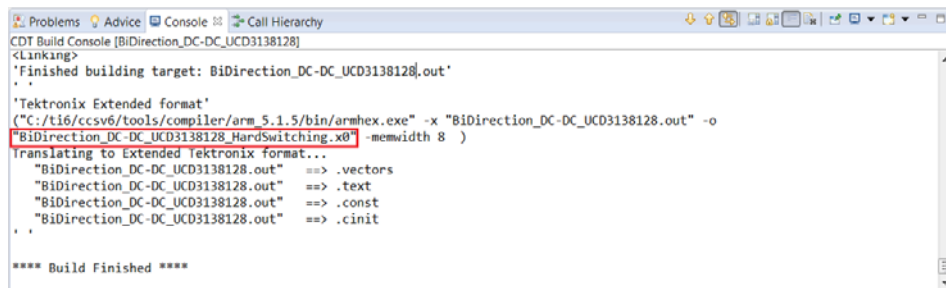 Problems Advice Console Call Hierarchy
CDT Build Console [BiDirection_DC-DC_UCD3138128]
<Linking>
'Finished building target: BiDirection_DC-DC_UCD3138128.out'
' '
'Tektronix Extended format'
("C:/ti6/ccsv6/tools/compiler/arm_5.1.5/bin/armhex.exe" -x "BiDirection_DC-DC_UCD3138128.out" -o
"BiDirection_DC-DC_UCD3138128_HardSwitching.x0" -memwidth 8 )
Translating to Extended Tektronix format...
"BiDirection_DC-DC_UCD3138128.out" ==> .vectors
"BiDirection_DC-DC_UCD3138128.out" ==> .text
"BiDirection_DC-DC_UCD3138128.out" ==> .const
"BiDirection_DC-DC_UCD3138128.out" ==> .cinit
' '
**** Build Finished ****